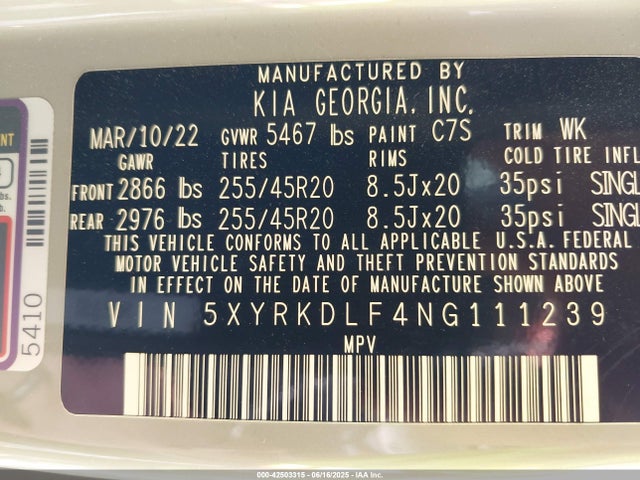 MANUFACTURED BY
KIA GEORGIA, INC.
MAR/10/22 GVWR 5467 lbs PAINT C7S TRIM WK
GAWR TIRES RIMS COLD TIRE INFL
FRONT 2866 lbs 255/45R20 8.5Jx20 35psi SINGL
REAR 2976 lbs 255/45R20 8.5Jx20 35psi SINGL
THIS VEHICLE CONFORMS TO ALL APPLICABLE U.S.A. FEDERAL
MOTOR VEHICLE SAFETY AND THEFT PREVENTION STANDARDS
IN EFFECT ON THE DATE OF MANUFACTURE SHOWN ABOVE
VIN 5XYRKDLF4NG111239
MPV
5410
000-42503315 - 06/16/2025 - IAA Inc.